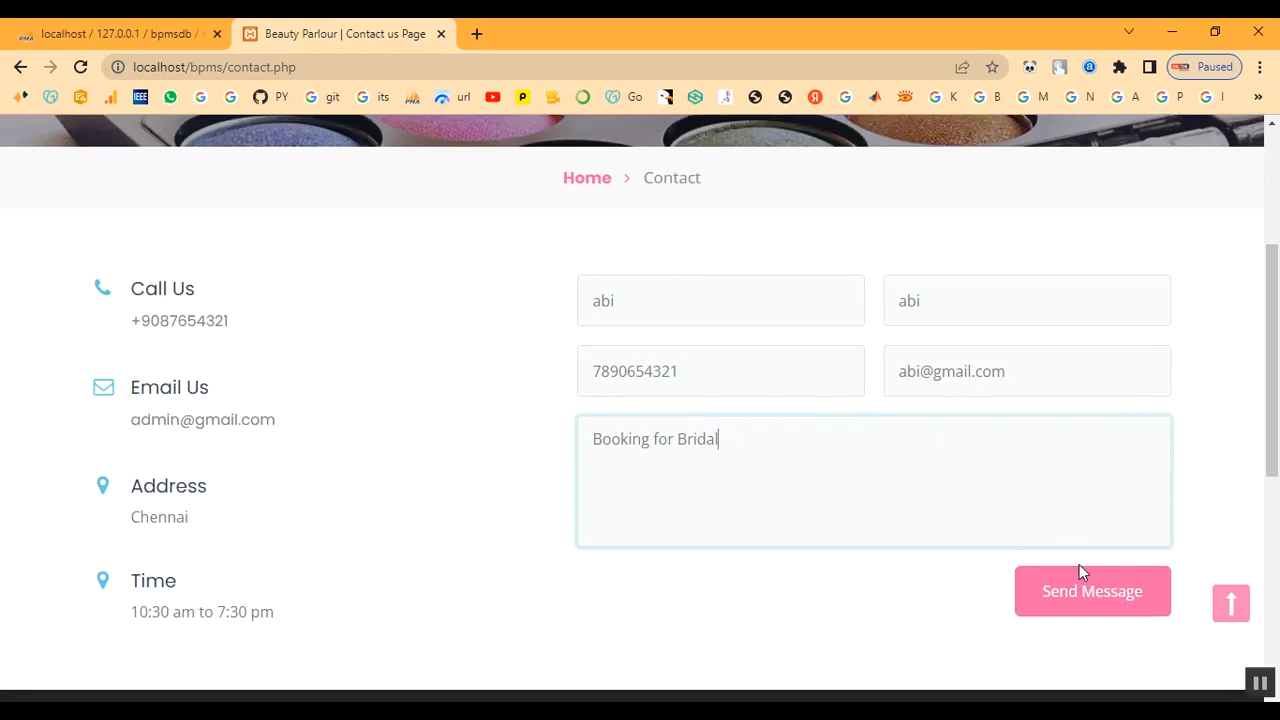 localhost / 127.0.0.1 / bpmsdb /
Beauty Parlour | Contact us Page
localhost/bpms/contact.php
Paused
IEEE
PY
git
its
url
Go
K
B
M
N
A
P
I
Home > Contact
Call Us
+9087654321
Email Us
admin@gmail.com
Address
Chennai
Time
10:30 am to 7:30 pm
abi
abi
7890654321
abi@gmail.com
Booking for Bridal
Send Message